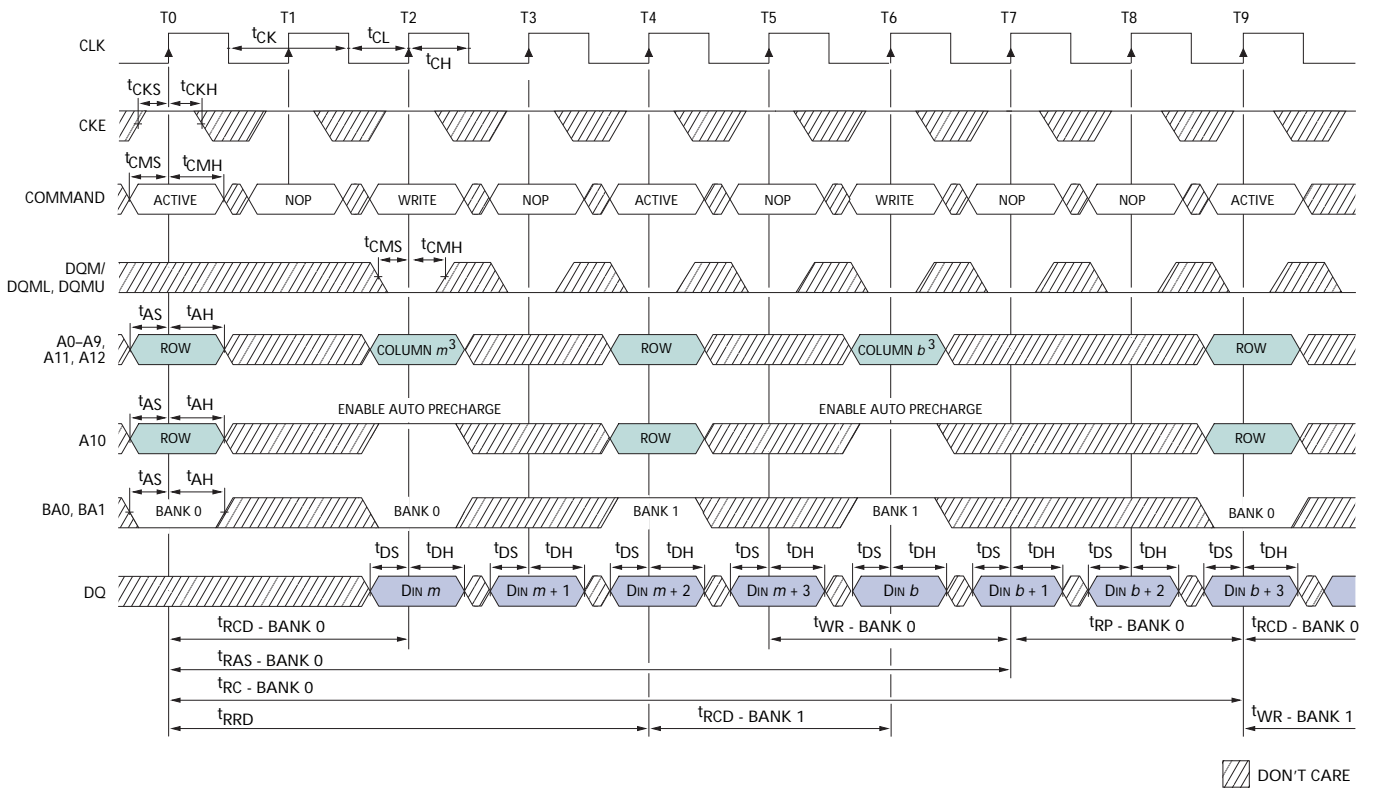 T0 T1 T2 T3 T4 T5 T6 T7 T8 T9
CLK tCK tCL tCH
tCKS tCKH
CKE
tCMS tCMH
COMMAND ACTIVE NOP WRITE NOP ACTIVE NOP WRITE NOP NOP ACTIVE
tCMS tCMH
DQM/
DQML, DQMU
tAS tAH
A0–A9,
A11, A12
ROW COLUMN m3 ROW COLUMN b3 ROW
tAS tAH ENABLE AUTO PRECHARGE ENABLE AUTO PRECHARGE
A10 ROW ROW ROW
tAS tAH
BA0, BA1 BANK 0 BANK 0 BANK 1 BANK 1 BANK 0
tDS tDH tDS tDH tDS tDH tDS tDH tDS tDH tDS tDH tDS tDH tDS tDH
DQ DIN m DIN m + 1 DIN m + 2 DIN m + 3 DIN b DIN b + 1 DIN b + 2 DIN b + 3
tRCD - BANK 0 tWR - BANK 0 tRP - BANK 0 tRCD - BANK 0
tRAS - BANK 0
tRC - BANK 0
tRRD tRCD - BANK 1 tWR - BANK 1
DON'T CARE